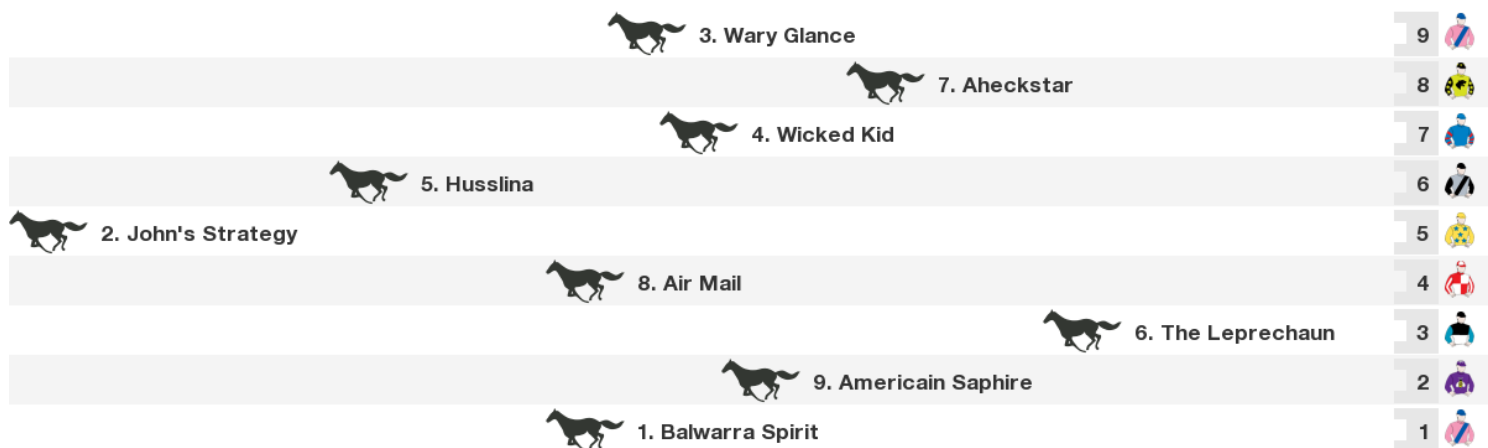 3. Wary Glance 9
7. Aheckstar 8
4. Wicked Kid 7
5. Husslina 6
2. John's Strategy 5
8. Air Mail 4
6. The Leprechaun 3
9. Americain Saphire 2
1. Balwarra Spirit 1